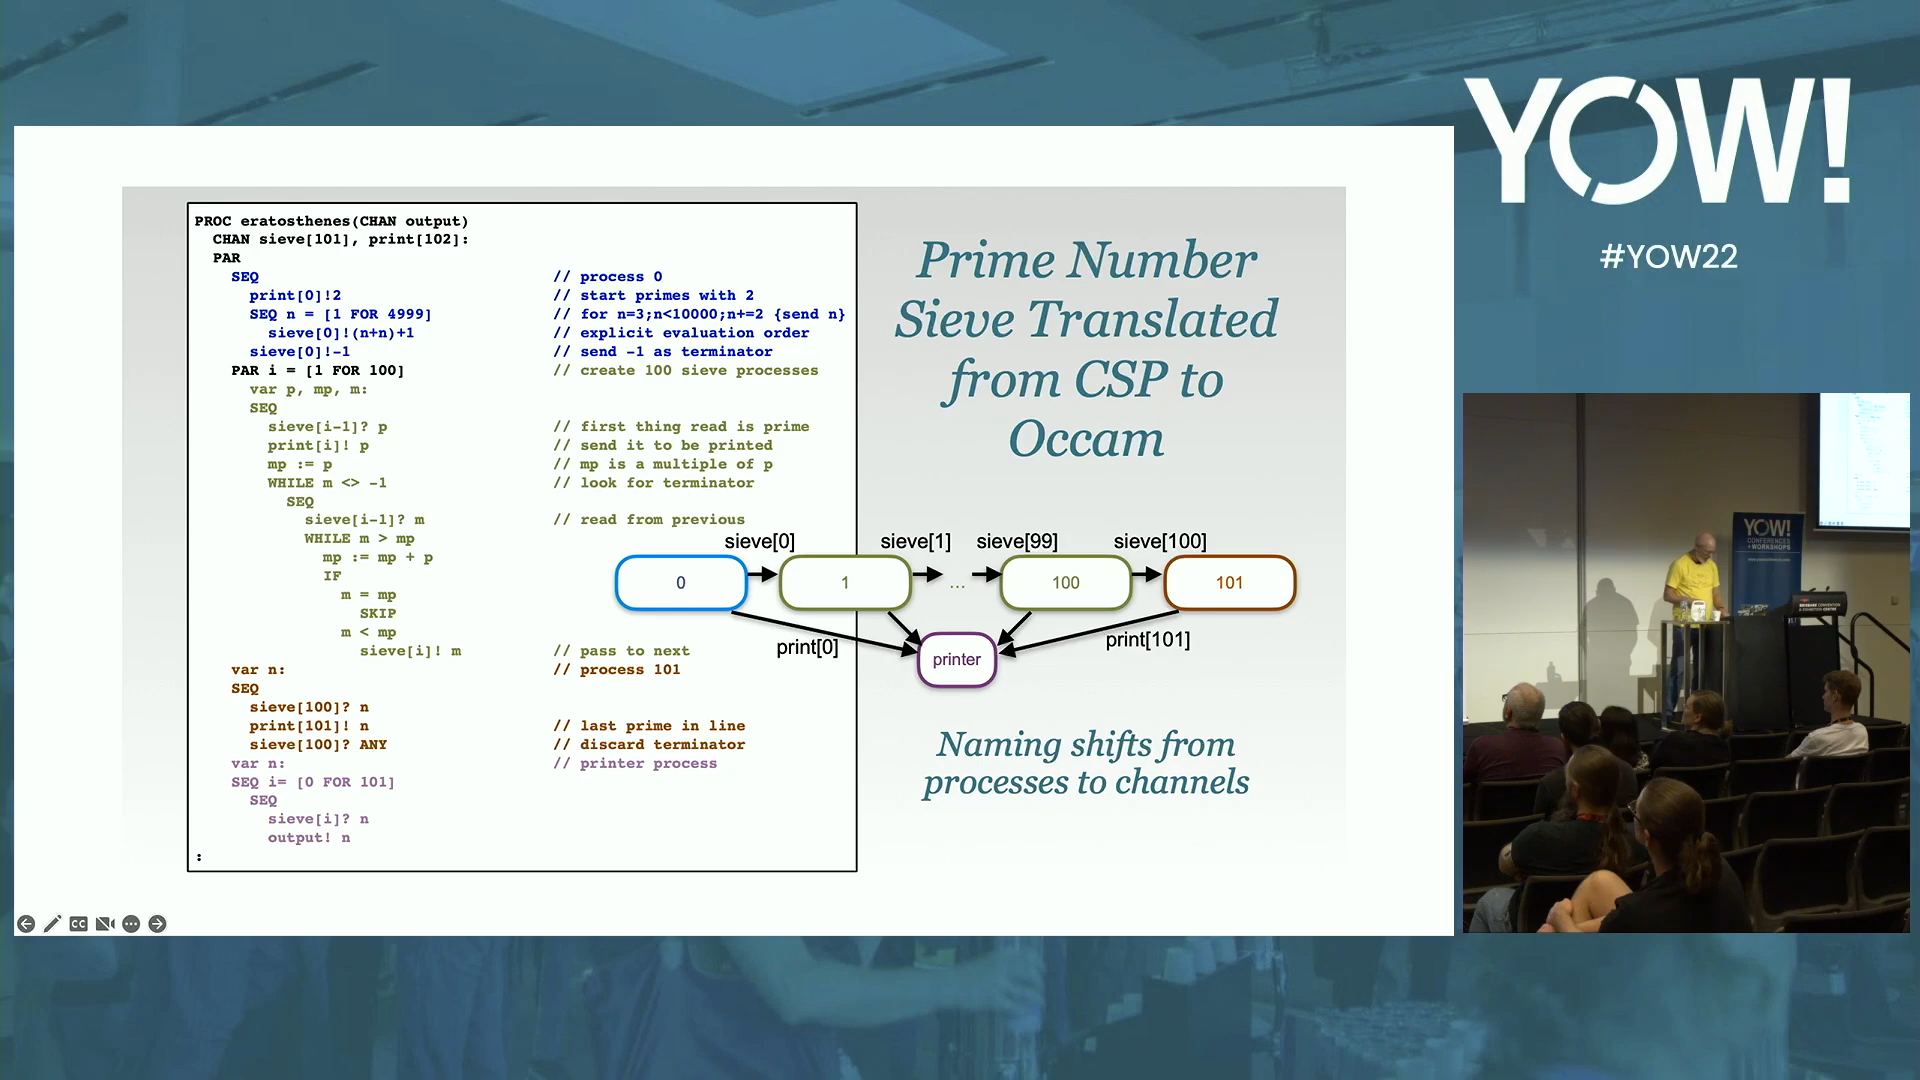 PROC eratosthenes(CHAN output)
CHAN sieve[101], print[102]:
PAR
SEQ // process 0
print[0]!2 // start primes with 2
SEQ n = [1 FOR 4999] // for n=3;n<10000;n+=2 {send n}
sieve[0]!(n+n)+1 // explicit evaluation order
sieve[0]!-1 // send -1 as terminator
PAR i = [1 FOR 100] // create 100 sieve processes
var p, mp, m:
SEQ
sieve[i-1]? p // first thing read is prime
print[i]! p // send it to be printed
mp := p // mp is a multiple of p
WHILE m <> -1 // look for terminator
SEQ
sieve[i-1]? m // read from previous
WHILE m > mp
mp := mp + p
IF
m = mp
SKIP
m < mp
sieve[i]! m // pass to next
var n: // process 101
SEQ
sieve[100]? n
print[101]! n // last prime in line
sieve[100]? ANY // discard terminator
var n: // printer process
SEQ i= [0 FOR 101]
SEQ
sieve[i]? n
output! n
:
Prime Number
Sieve Translated
from CSP to
Occam
sieve[0] sieve[1] sieve[99] sieve[100]
0 1 ... 100 101
print[0] printer print[101]
Naming shifts from
processes to channels
CC
YOW!
#YOW22
YOW!
CONFERENCES
+WORKSHOPS
BRISBANE CONVENTION
& EXHIBITION CENTRE